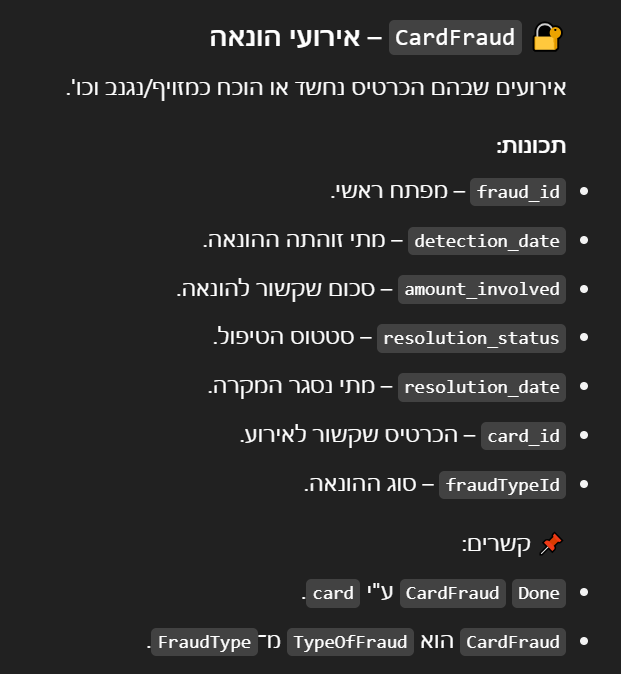 🔐 CardFraud – אירועי הונאה
אירועים שבהם הכרטיס נחשד או הוכח כמזויף/נגנב וכו'.
תכונות:
fraud_id – מפתח ראשי.
detection_date – מתי זוהתה ההונאה.
amount_involved – סכום שקשור להונאה.
resolution_status – סטטוס הטיפול.
resolution_date – מתי נסגר המקרה.
card_id – הכרטיס שקשור לאירוע.
fraudTypeId – סוג ההונאה.
📌 קשרים:
Done CardFraud ע"י card.
CardFraud הוא TypeOfFraud מ־FraudType.